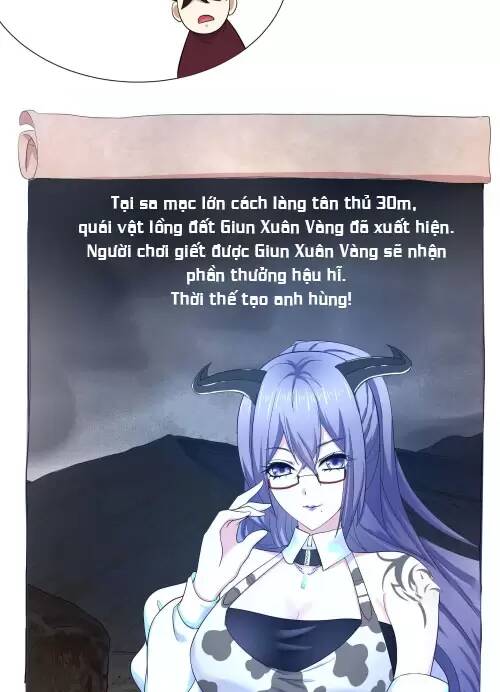 Tại sa mạc lớn cách làng tân thủ 30m,
quái vật lồng đất Giun Xuân Vàng đã xuất hiện.
Người chơi giết được Giun Xuân Vàng sẽ nhận
phần thưởng hậu hĩ.
Thời thế tạo anh hùng!